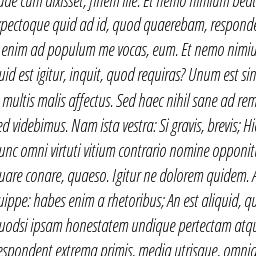 cum dixisset, finem ille. Et nemo nimium beat
pectoque quid ad id, quod quaerebam, responde
enim ad populum me vocas, eum. Et nemo nimiu
uid est igitur, inquit, quod requiras? Unum est sin
multis malis affectus. Sed haec nihil sane ad rem
ed videbimus. Nam ista vestra: Si gravis, brevis; Hi
unc omni virtuti vitium contrario nomine opponit
uare conare, quaeso. Igitur ne dolorem quidem. A
uippe: habes enim a rhetoribus; An est aliquid, qu
uodsi ipsam honestatem undique pertectam atqu
espondent extrema primis, media utrisque, omnia